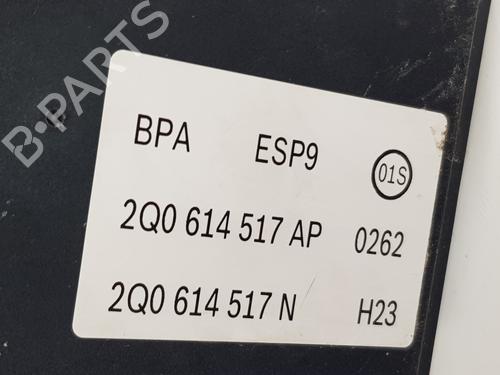 B-PARTS
BPA ESP9 01S
2Q0 614 517 AP 0262
2Q0 614 517 N H23